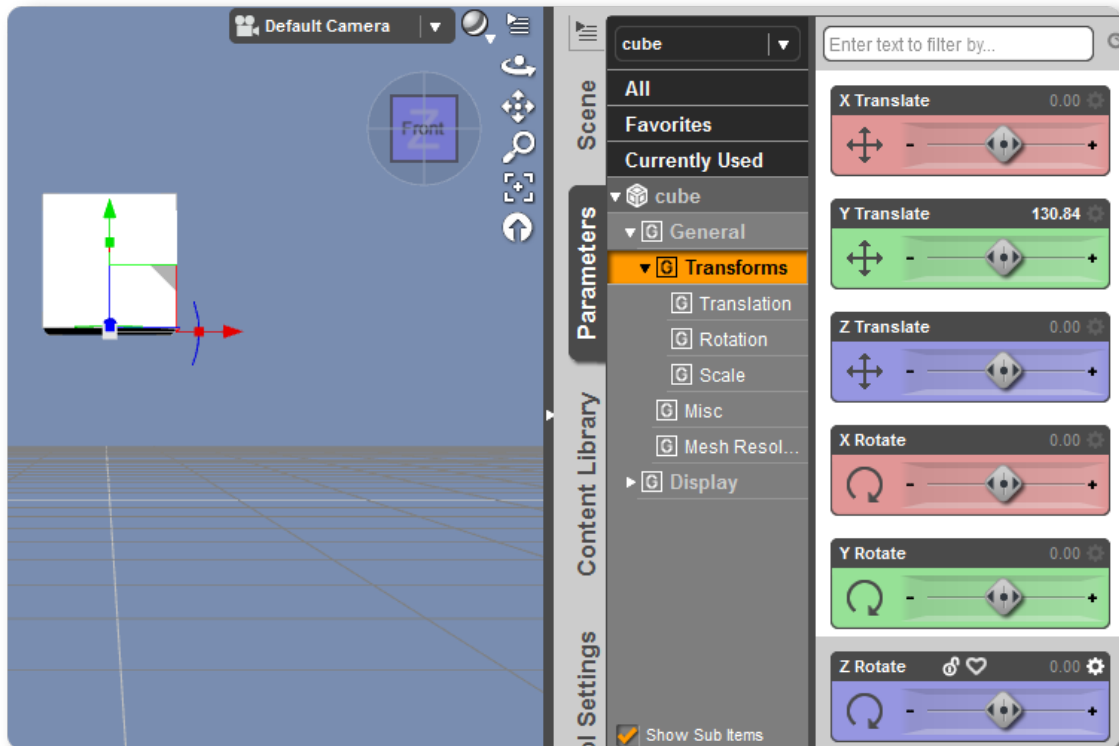 Default Camera
Front
Z
Scene
Parameters
Content Library
ol Settings
cube
All
Favorites
Currently Used
cube
G General
G Transforms
G Translation
G Rotation
G Scale
G Misc
G Mesh Resol...
G Display
Show Sub Items
Enter text to filter by...
X Translate 0.00
- +
Y Translate 130.84
- +
Z Translate 0.00
- +
X Rotate 0.00
- +
Y Rotate 0.00
- +
Z Rotate 0.00
- +